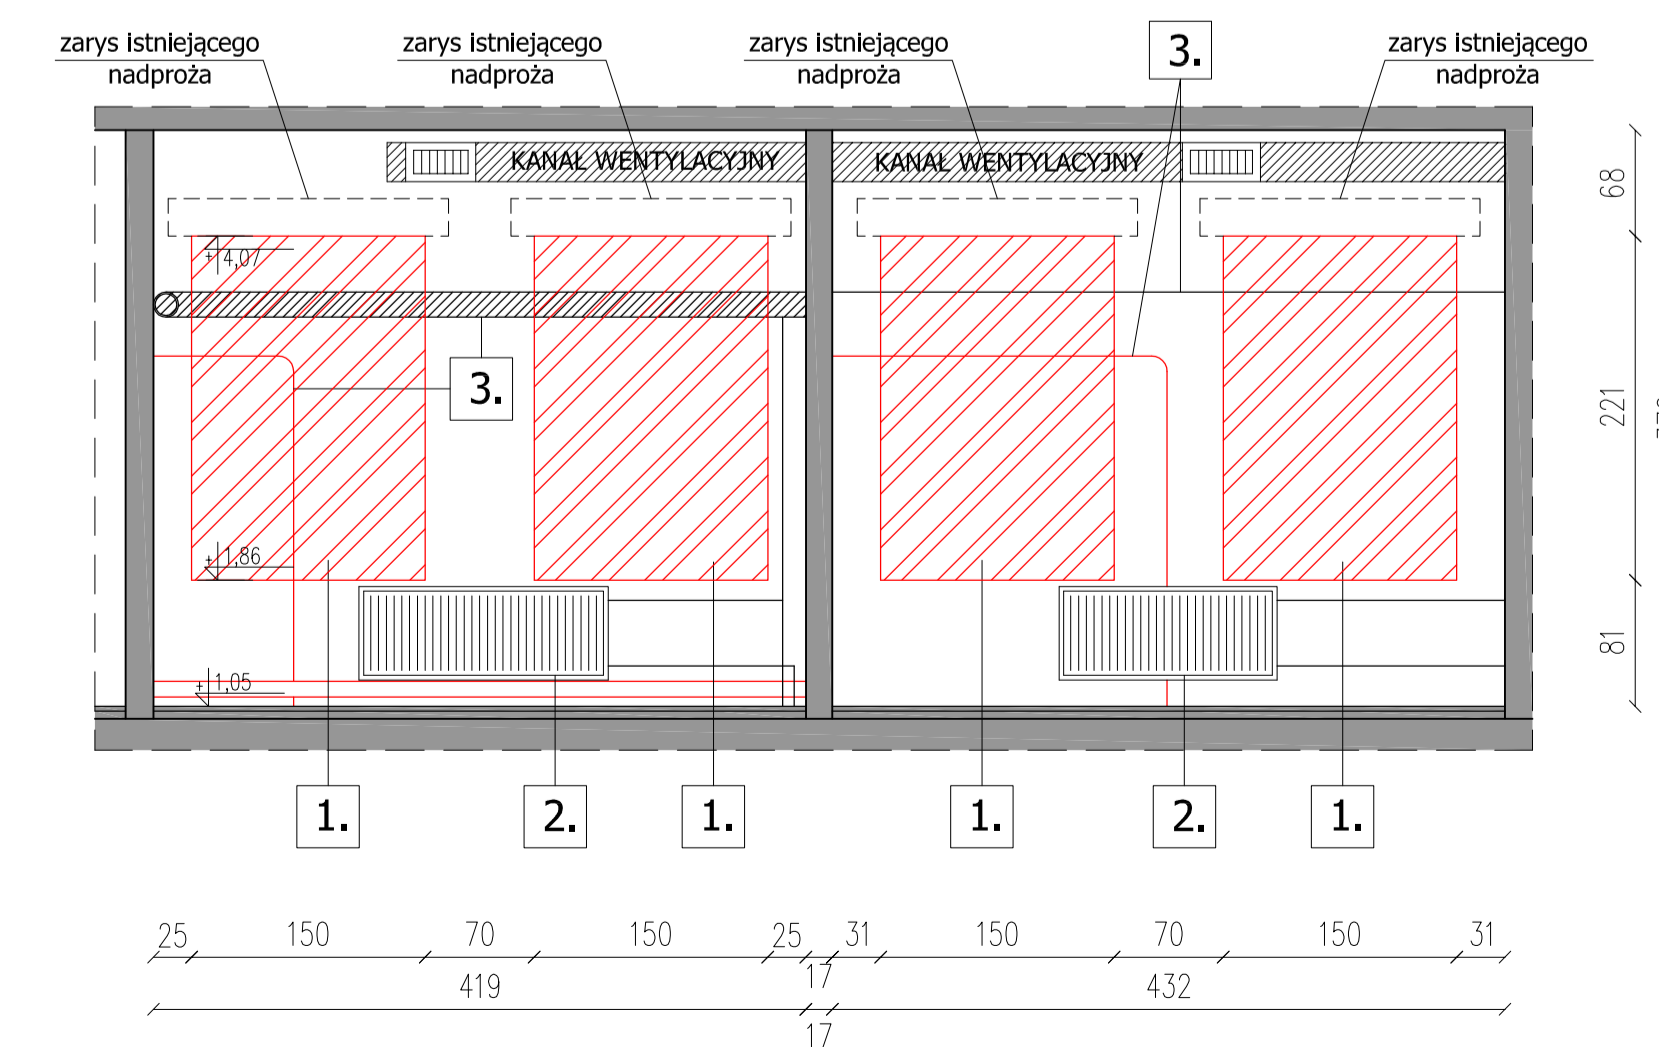 zarys istniejącego
nadproża
zarys istniejącego
nadproża
zarys istniejącego
nadproża
3.
zarys istniejącego
nadproża
KANAŁ WENTYLACYJNY
KANAŁ WENTYLACYJNY
68
+ 4,07
3.
221
+ 1,86
81
+ 1,05
1.
2.
1.
1.
2.
1.
25 150 70 150 25 31 150 70 150 31
17
419 432
17